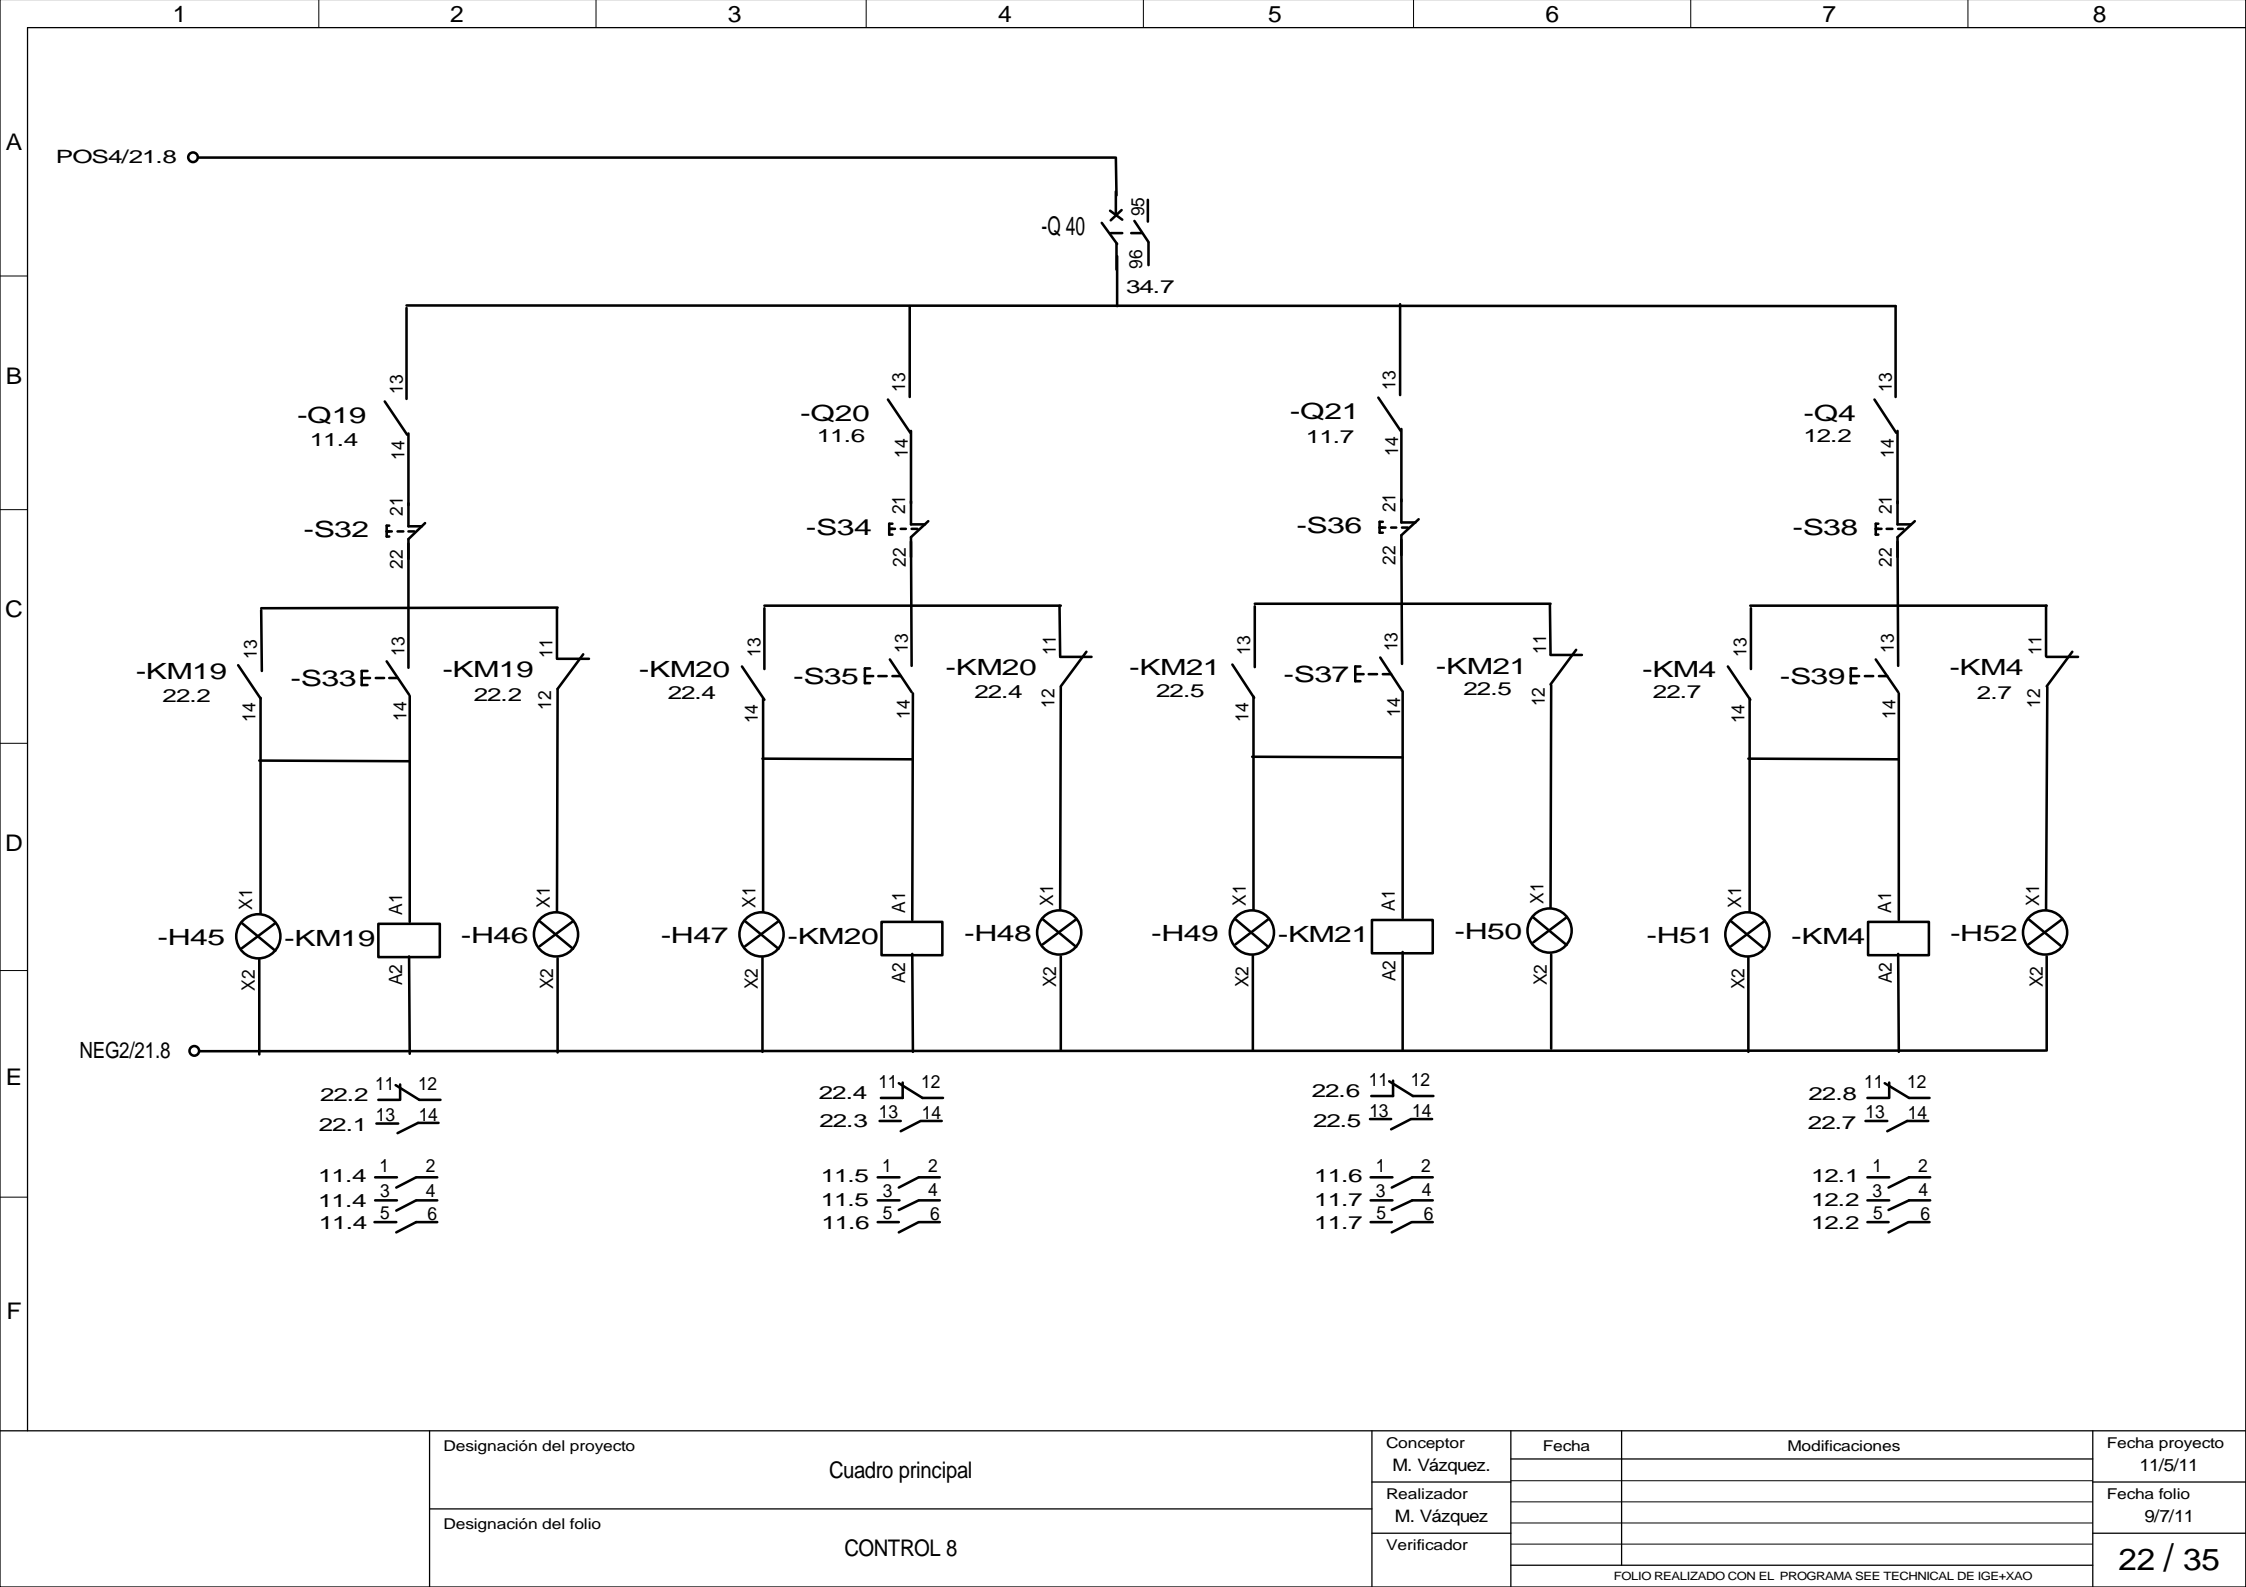 1 2 3 4 5 6 7 8
A
POS4/21.8
-Q 40 95 96
34.7
B
13 13 13 13
-Q19 -Q20 -Q21 -Q4
11.4 11.6 11.7 12.2
14 14 14 14
21 21 21 21
-S32 -S34 -S36 -S38
22 22 22 22
C
13 13 11 13 13 11 13 13 11 13 13 11
-KM19 -S33 -KM19 -KM20 -S35 -KM20 -KM21 -S37 -KM21 -KM4 -S39 -KM4
22.2 22.2 22.4 22.4 22.5 22.5 22.7 2.7
14 14 12 14 14 12 14 14 12 14 14 12
D
X1 A1 X1 X1 A1 X1 X1 A1 X1 X1 A1 X1
-H45 -KM19 -H46 -H47 -KM20 -H48 -H49 -KM21 -H50 -H51 -KM4 -H52
X2 A2 X2 X2 A2 X2 X2 A2 X2 X2 A2 X2
NEG2/21.8
E
22.2 11 12 22.4 11 12 22.6 11 12 22.8 11 12
22.1 13 14 22.3 13 14 22.5 13 14 22.7 13 14
11.4 1 2 11.5 1 2 11.6 1 2 12.1 1 2
11.4 3 4 11.5 3 4 11.7 3 4 12.2 3 4
11.4 5 6 11.6 5 6 11.7 5 6 12.2 5 6
F
Designación del proyecto
Cuadro principal
Designación del folio
CONTROL 8
Conceptor
M. Vázquez.
Realizador
M. Vázquez
Verificador
Fecha Modificaciones
FOLIO REALIZADO CON EL PROGRAMA SEE TECHNICAL DE IGE+XAO
Fecha proyecto
11/5/11
Fecha folio
9/7/11
22 / 35